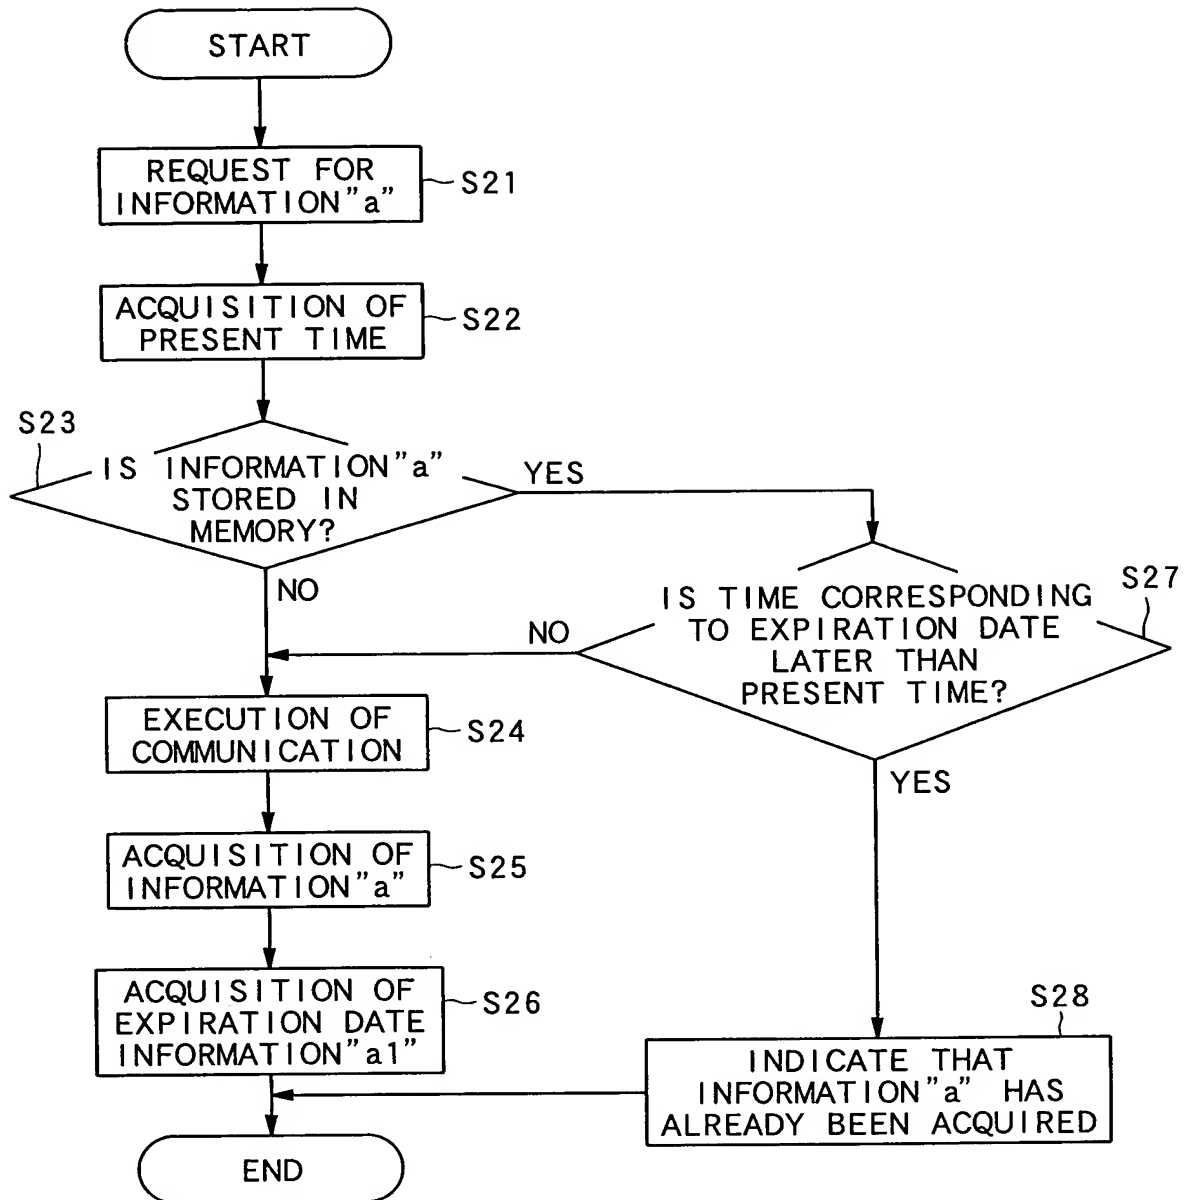 START
REQUEST FOR
INFORMATION"a"
S21
ACQUISITION OF
PRESENT TIME
S22
S23
IS INFORMATION"a"
STORED IN
MEMORY?
YES
NO
S27
IS TIME CORRESPONDING
TO EXPIRATION DATE
LATER THAN
PRESENT TIME?
NO
YES
EXECUTION OF
COMMUNICATION
S24
ACQUISITION OF
INFORMATION"a"
S25
ACQUISITION OF
EXPIRATION DATE
INFORMATION"a1"
S26
S28
INDICATE THAT
INFORMATION"a" HAS
ALREADY BEEN ACQUIRED
END